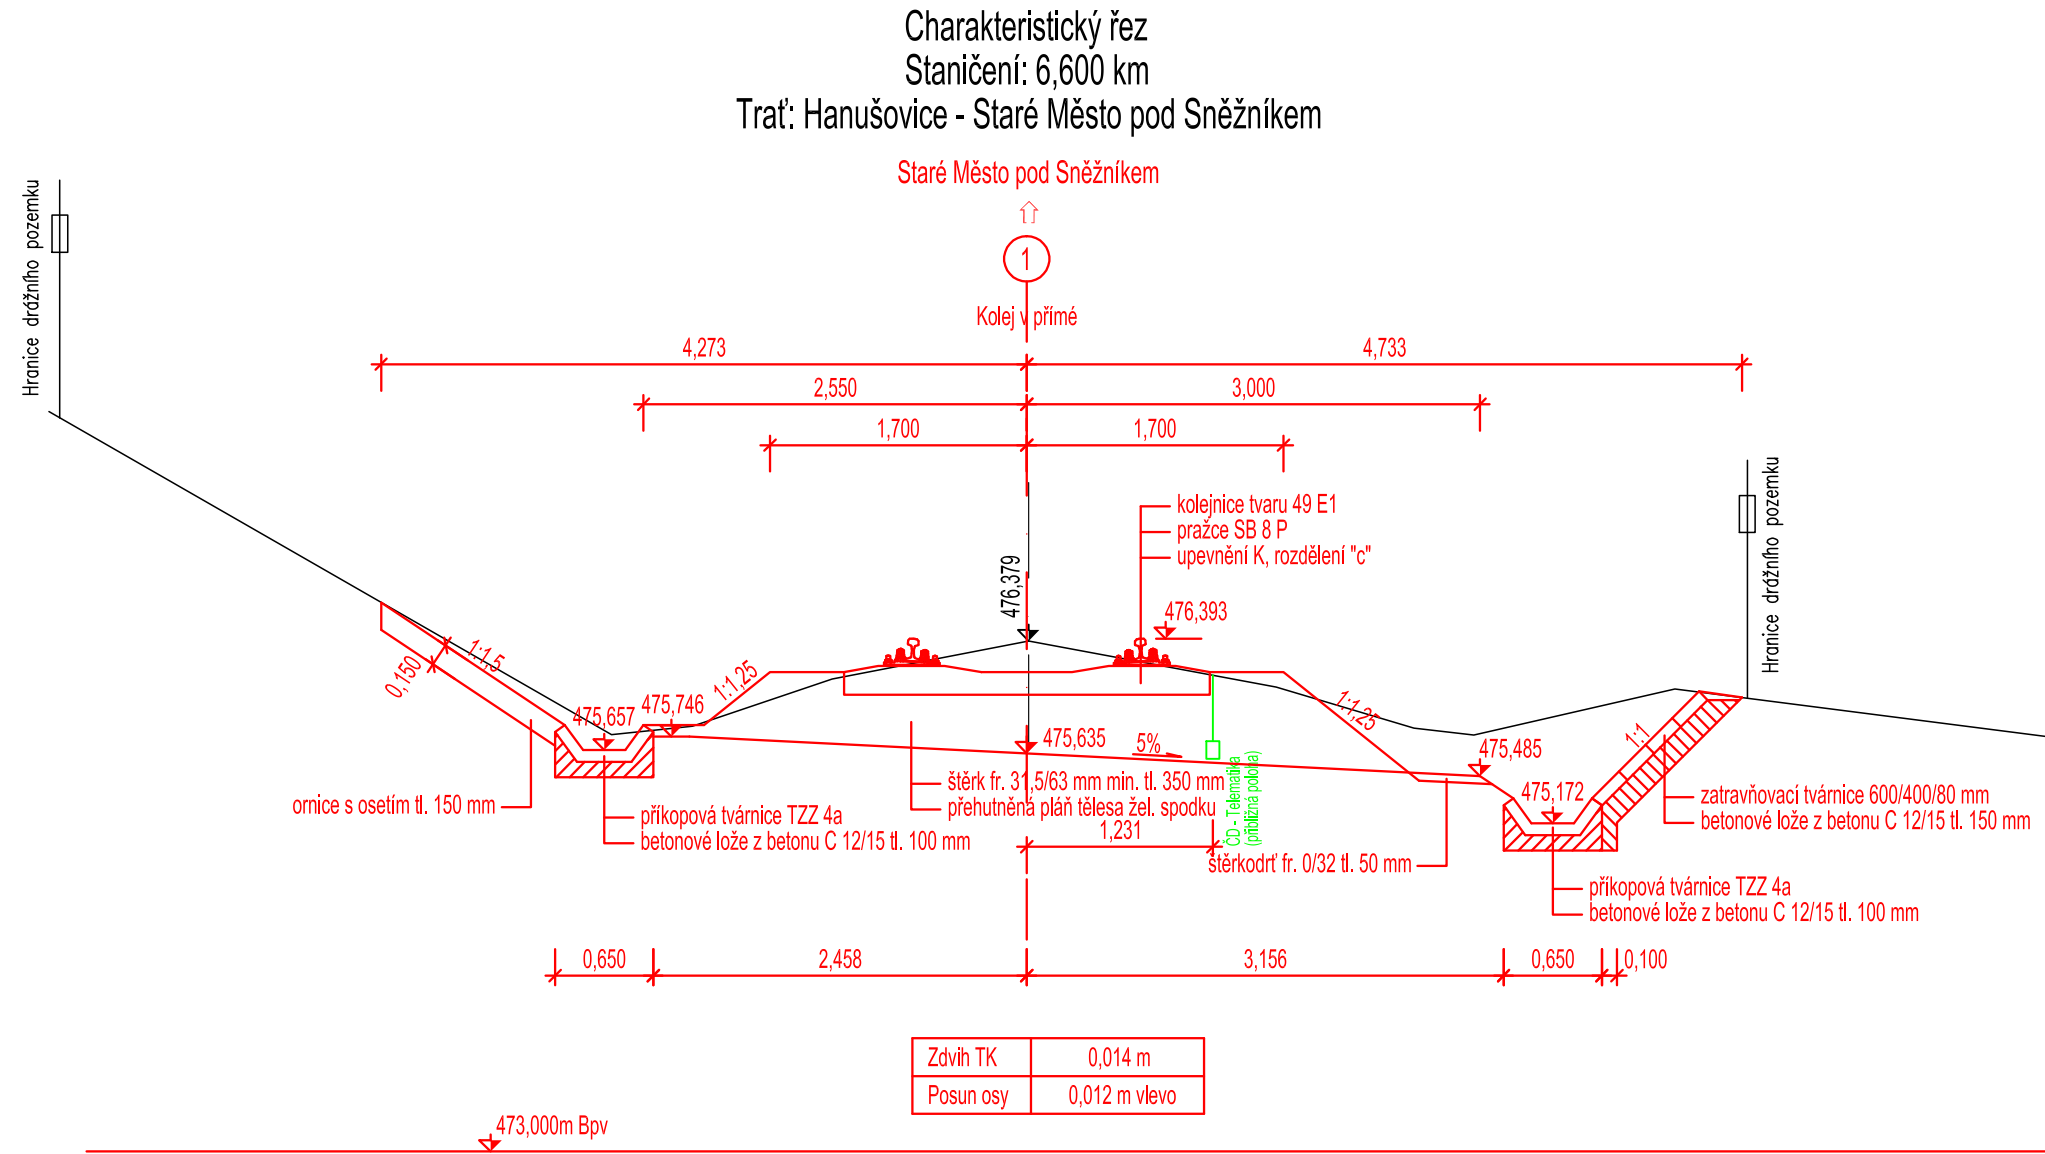 Charakteristický řez
Staničení: 6,600 km
Trať: Hanušovice - Staré Město pod Sněžníkem
Staré Město pod Sněžníkem
1
Kolej v přímé
Hranice drážního pozemku
4,273
4,733
2,550
3,000
1,700
1,700
kolejnice tvaru 49 E1
pražce SB 8 P
upevnění K, rozdělení "c"
Hranice drážního pozemku
476,379
476,393
1:1,5
0,150
1:1,25
1:1,25
1:1
475,657
475,746
475,635
5%
475,485
475,172
ČD - Telematika
(přibližná poloha)
štěrk fr. 31,5/63 mm min. tl. 350 mm
přehutněná pláň tělesa žel. spodku
ornice s osetím tl. 150 mm
příkopová tvárnice TZZ 4a
betonové lože z betonu C 12/15 tl. 100 mm
1,231
štěrkodrť fr. 0/32 tl. 50 mm
zatravňovací tvárnice 600/400/80 mm
betonové lože z betonu C 12/15 tl. 150 mm
příkopová tvárnice TZZ 4a
betonové lože z betonu C 12/15 tl. 100 mm
0,650
2,458
3,156
0,650
0,100
Zdvih TK 0,014 m
Posun osy 0,012 m vlevo
473,000m Bpv